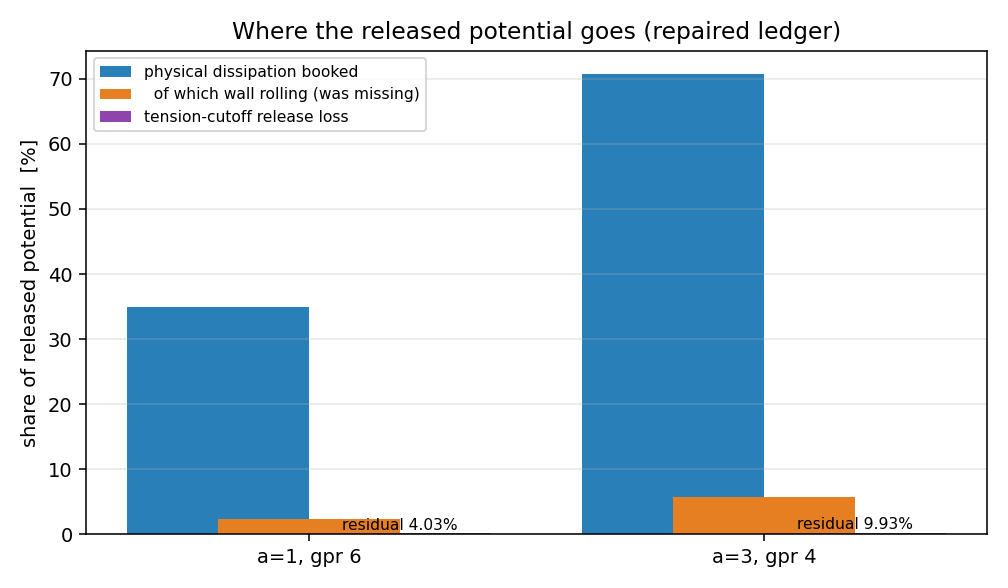 Where the released potential goes (repaired ledger)
physical dissipation booked
of which wall rolling (was missing)
tension-cutoff release loss
share of released potential [%]
70
60
50
40
30
20
10
0
residual 4.03%
residual 9.93%
a=1, gpr 6
a=3, gpr 4